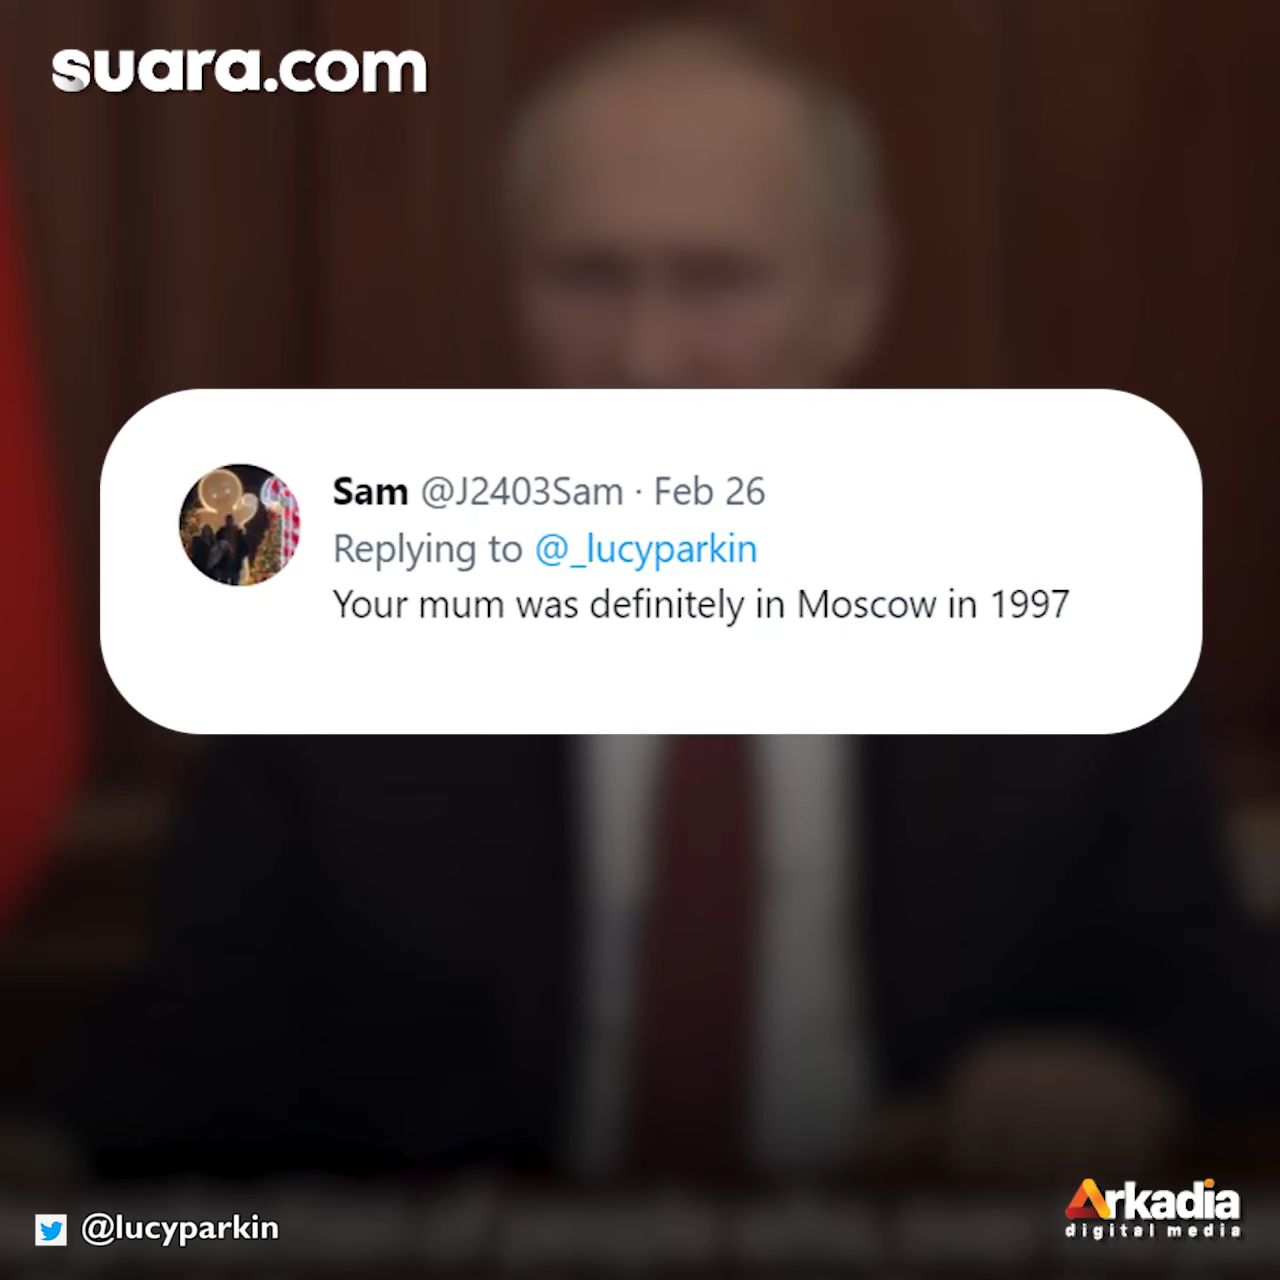 suara.com
Sam @J2403Sam · Feb 26
Replying to @_lucyparkin
Your mum was definitely in Moscow in 1997
@lucyparkin
Arkadia
digital media